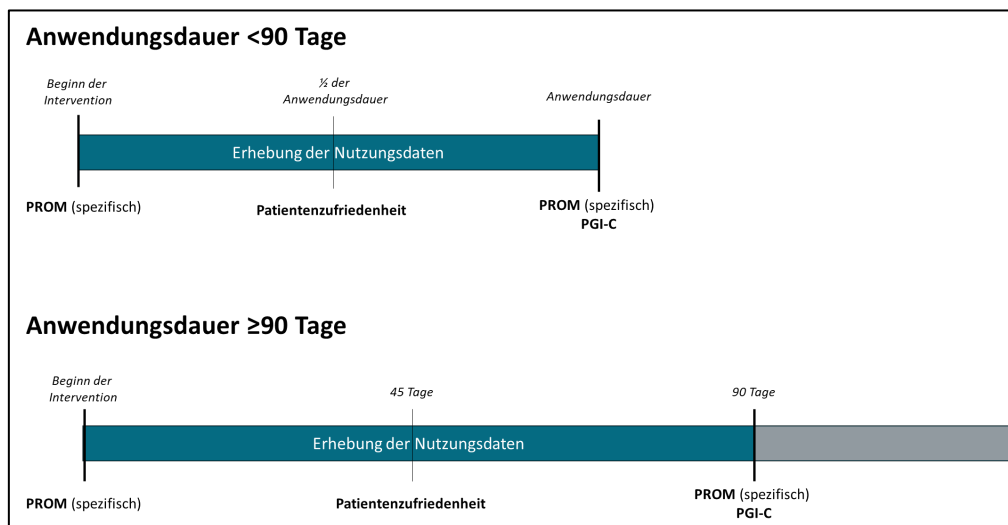 Anwendungsdauer <90 Tage
Beginn der
Intervention
½ der
Anwendungsdauer
Anwendungsdauer
Erhebung der Nutzungsdaten
PROM (spezifisch)
Patientenzufriedenheit
PROM (spezifisch)
PGI-C
Anwendungsdauer ≥90 Tage
Beginn der
Intervention
45 Tage
90 Tage
Erhebung der Nutzungsdaten
PROM (spezifisch)
Patientenzufriedenheit
PROM (spezifisch)
PGI-C